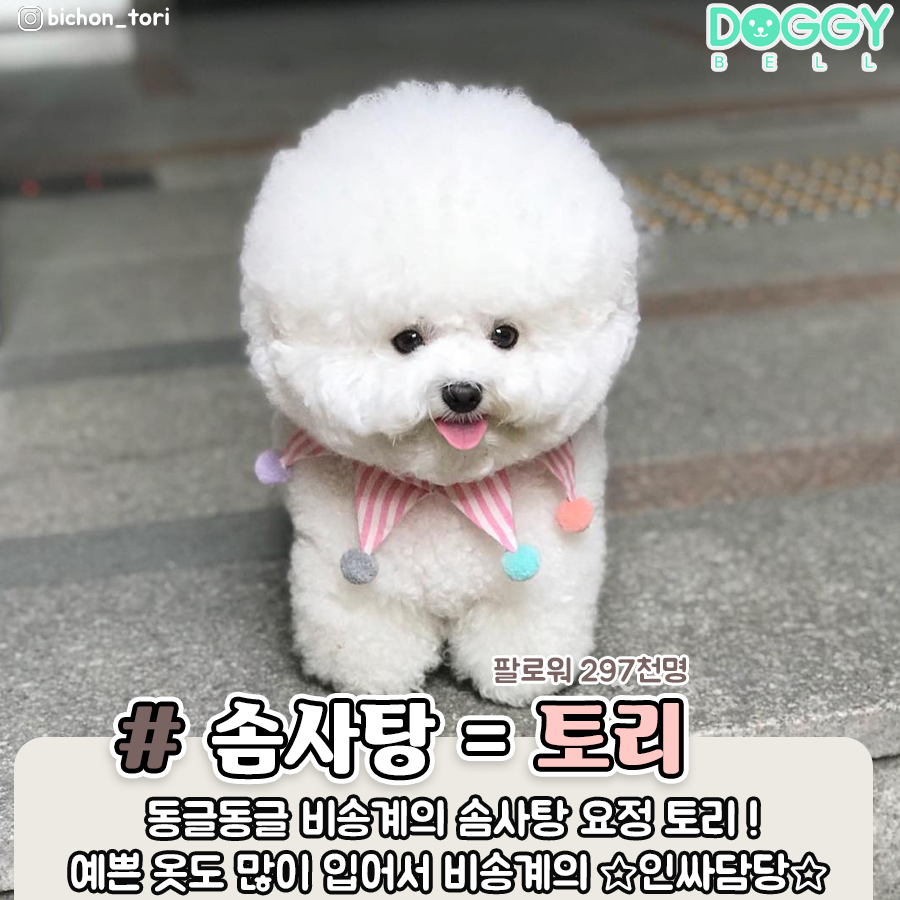 bichon_tori
DOGGY
BELL
팔로워 297천명
# 솜사탕 = 토리
동글동글 비숑계의 솜사탕 요정 토리 !
예쁜 옷도 많이 입어서 비숑계의 ☆인싸담당☆